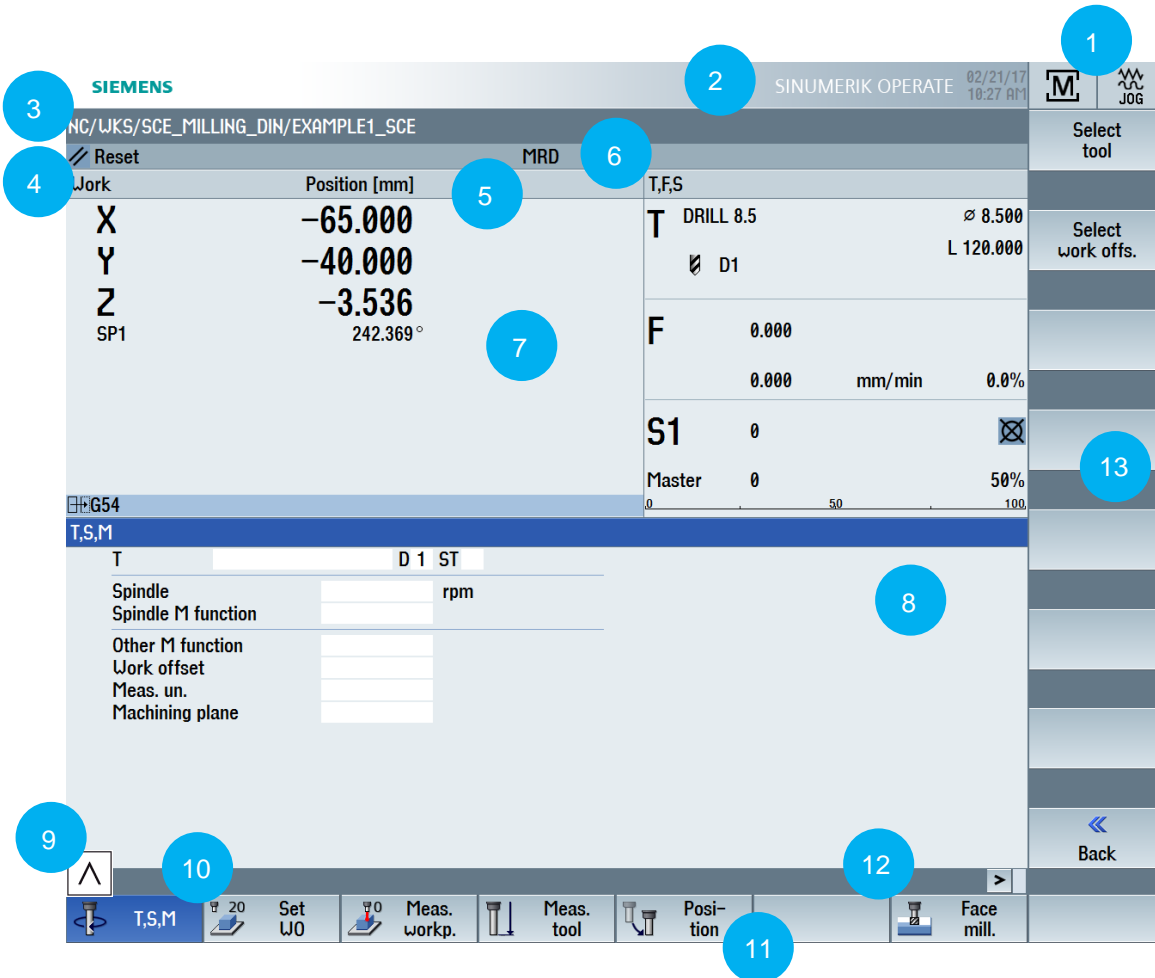 1
SIEMENS
2
SINUMERIK OPERATE
02/21/17
10:27 AM
M
JOG
3
NC/WKS/SCE_MILLING_DIN/EXAMPLE1_SCE
Select
tool
Reset
MRD
6
4
Work
Position [mm]
5
T,F,S
X
-65.000
T
DRILL 8.5
⌀ 8.500
Select
work offs.
Y
-40.000
D1
L 120.000
Z
-3.536
SP1
242.369°
7
F
0.000
0.000
mm/min
0.0%
S1
0
13
Master
0
50%
G54
0
50
100
T,S,M
T
D 1 ST
Spindle
rpm
8
Spindle M function
Other M function
Work offset
Meas. un.
Machining plane
9
10
12
Back
>
T,S,M
20
Set
WO
0
Meas.
workp.
Meas.
tool
Posi-
tion
11
Face
mill.